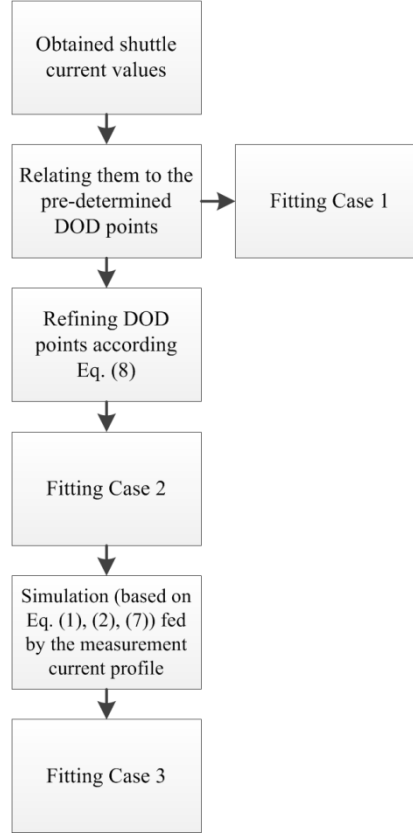 Obtained shuttle
current values
Relating them to the
pre-determined
DOD points
Fitting Case 1
Refining DOD
points according
Eq. (8)
Fitting Case 2
Simulation (based on
Eq. (1), (2), (7)) fed
by the measurement
current profile
Fitting Case 3